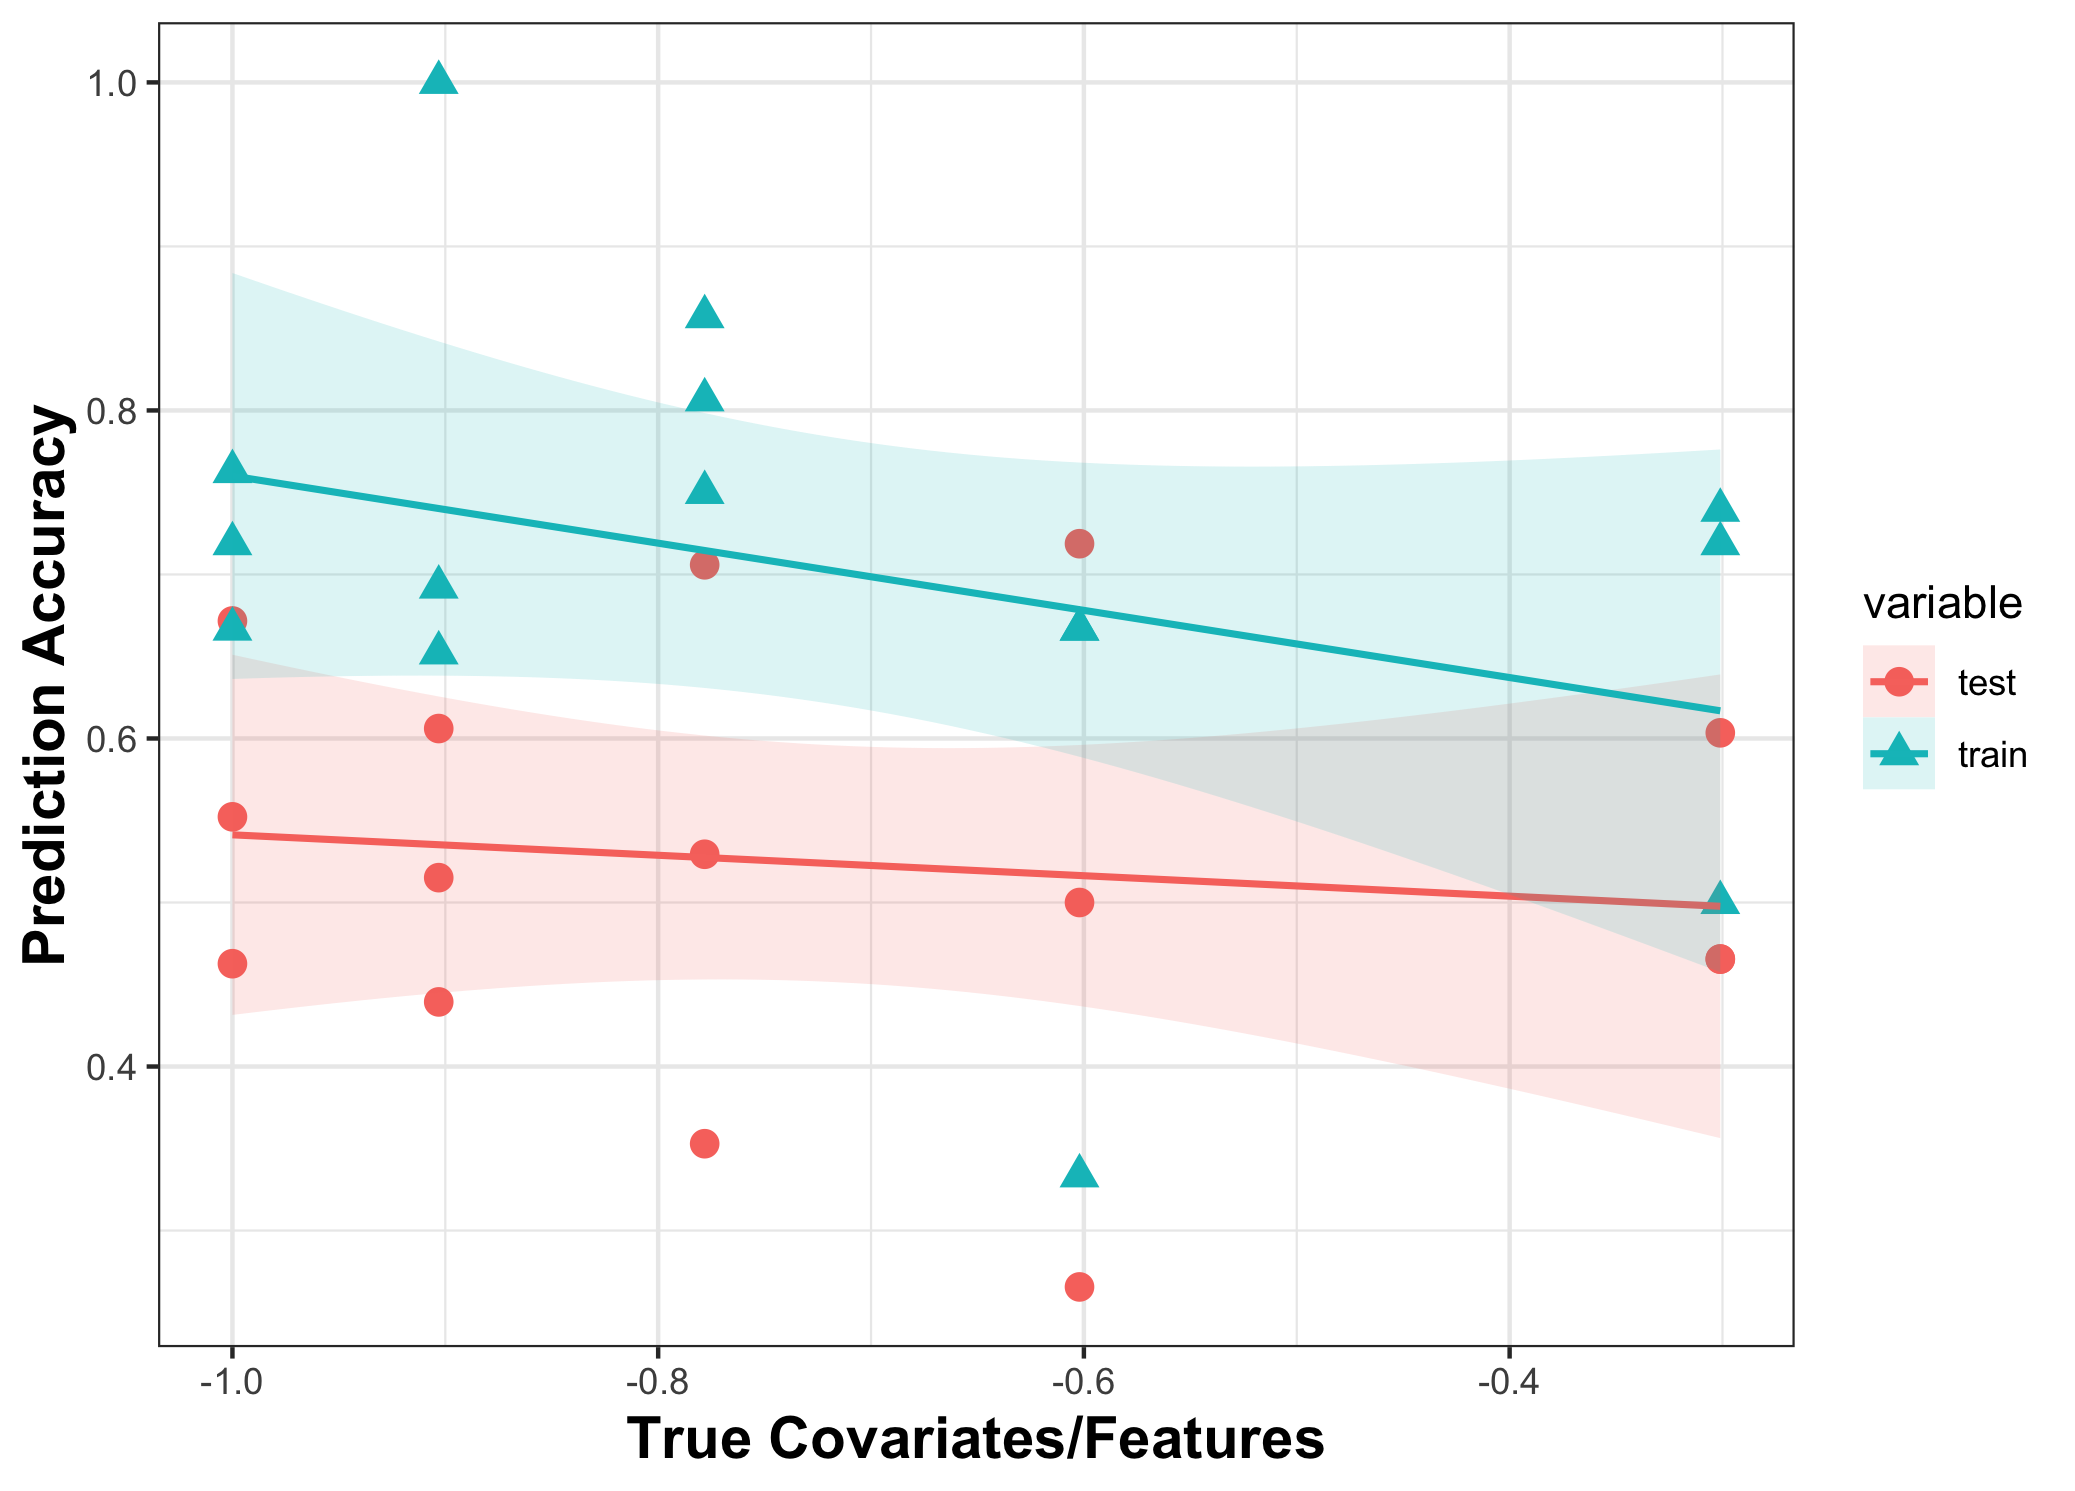 Prediction Accuracy
1.0
0.8
0.6
0.4
-1.0
-0.8
-0.6
-0.4
True Covariates/Features
variable
test
train